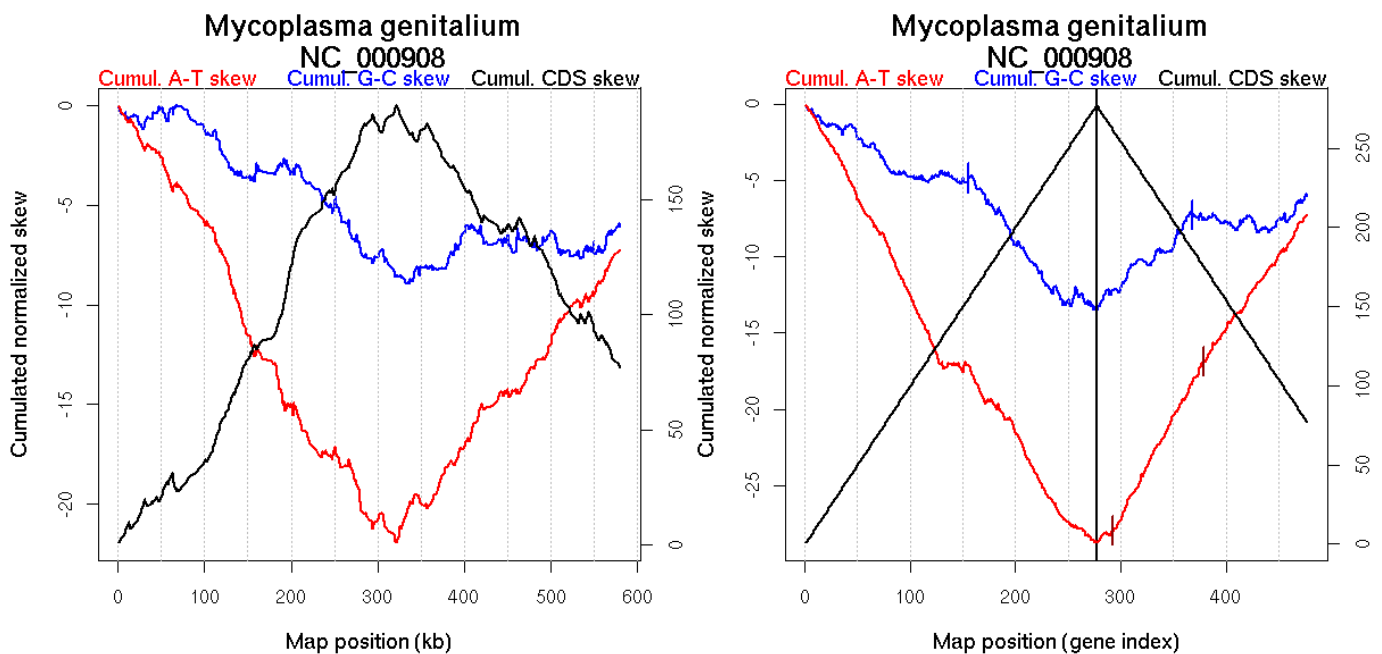 Mycoplasma genitalium
NC_000908
Cumul. A-T skew Cumul. G-C skew Cumul. CDS skew
Cumulated normalized skew
0
-5
-10
-15
-20
0
50
100
150
0 100 200 300 400 500 600
Map position (kb)
Mycoplasma genitalium
NC_000908
Cumul. A-T skew Cumul. G-C skew Cumul. CDS skew
Cumulated normalized skew
0
-5
-10
-15
-20
-25
0
50
100
150
200
250
0 100 200 300 400
Map position (gene index)